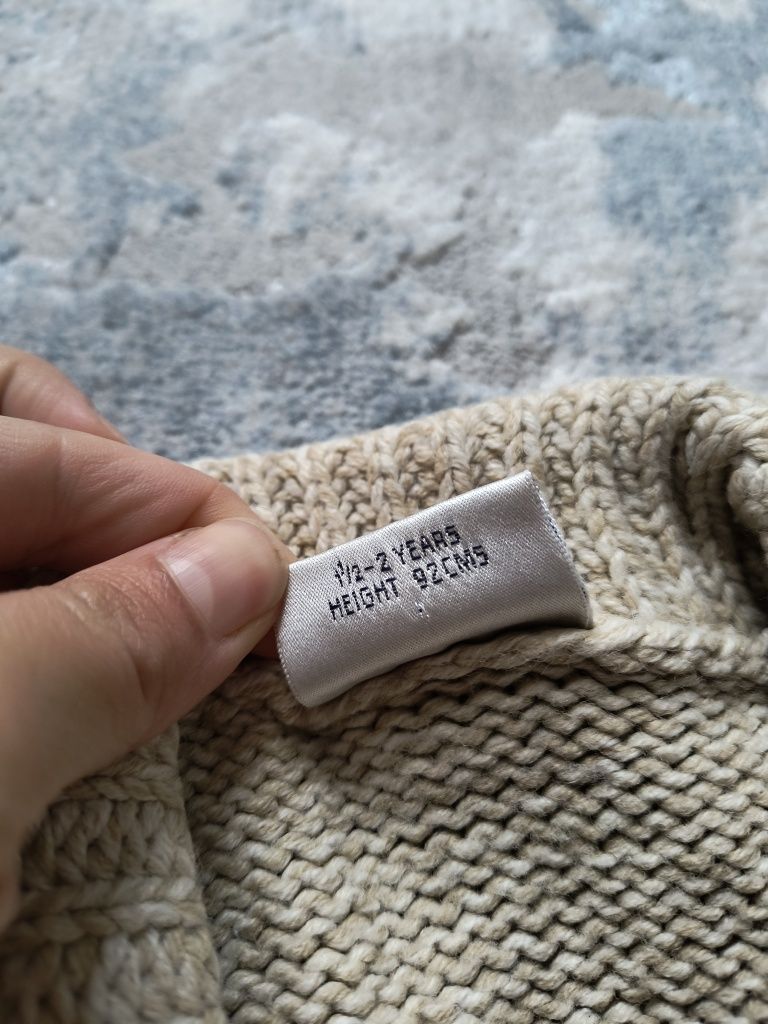 1½-2 YEARS
HEIGHT 92CMS